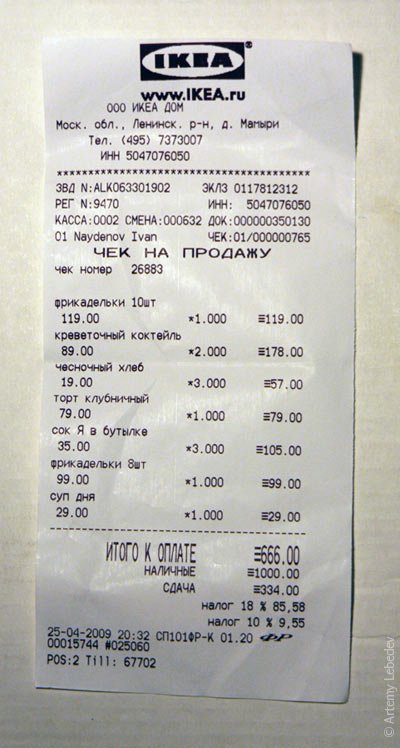 IKEA®
www.IKEA.ru
ООО ИКЕА ДОМ
Моск. обл., Ленинск. р-н, д. Мамыри
Тел. (495) 7373007
ИНН 5047076050
****************************************
ЗВД N:ALK063301902 ЭКЛЗ 0117812312
РЕГ N:9470 ИНН: 5047076050
КАССА:0002 СМЕНА:000632 ДОК:000000350130
01 Naydenov Ivan ЧЕК:01/000000765
ЧЕК НА ПРОДАЖУ
чек номер 26883
фрикадельки 10шт
119.00 *1.000 ≡119.00
креветочный коктейль
89.00 *2.000 ≡178.00
чесночный хлеб
19.00 *3.000 ≡57.00
торт клубничный
79.00 *1.000 ≡79.00
сок Я в бутылке
35.00 *3.000 ≡105.00
фрикадельки 8шт
99.00 *1.000 ≡99.00
суп дня
29.00 *1.000 ≡29.00
----------------------------------------
ИТОГО К ОПЛАТЕ ≡666.00
НАЛИЧНЫЕ ≡1000.00
СДАЧА ≡334.00
налог 18 % 85,58
налог 10 % 9,55
25-04-2009 20:32 СП101ФР-К 01.20 ФР
00015744 #025060
POS:2 Till: 67702
© Artemy Lebedev